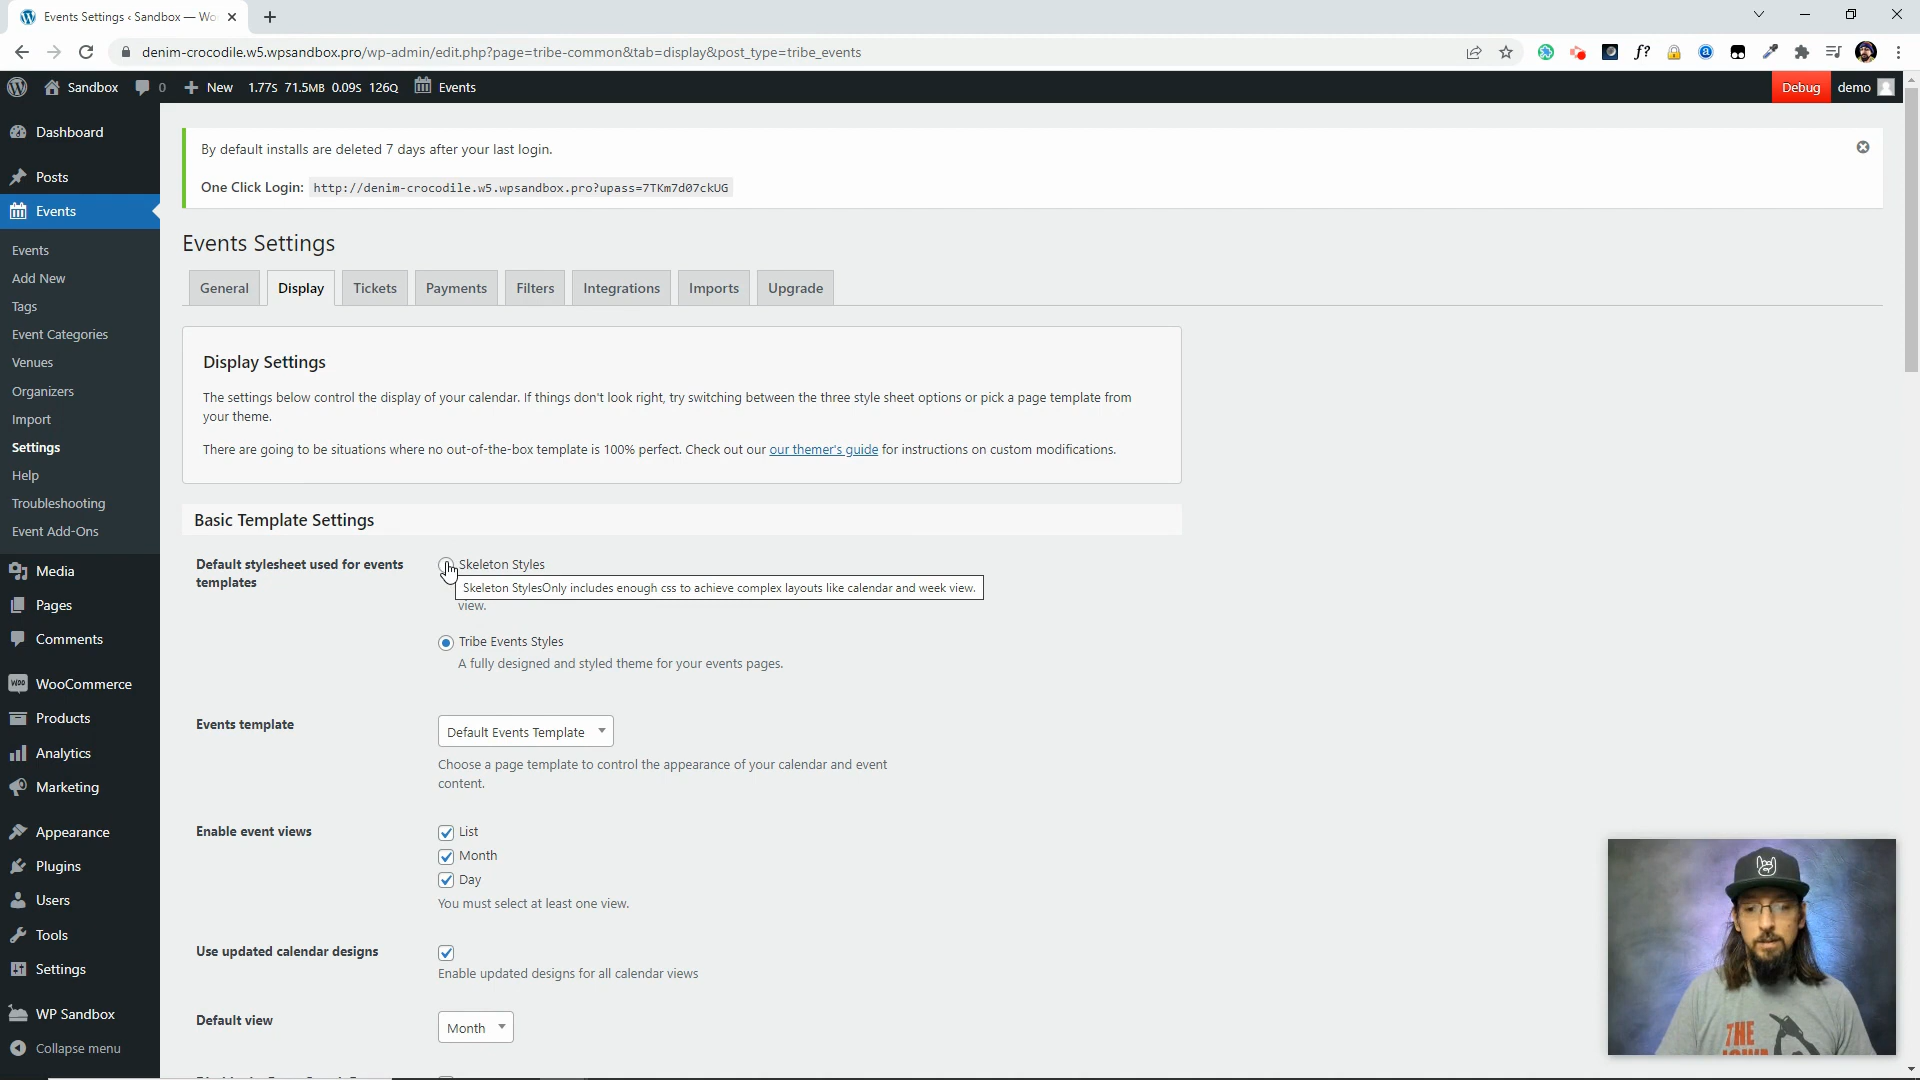 Events Settings ‹ Sandbox — Wo
denim-crocodile.w5.wpsandbox.pro/wp-admin/edit.php?page=tribe-common&tab=display&post_type=tribe_events
Sandbox 0 New 1.77s 71.5MB 0.09s 126Q Events Debug demo
Dashboard
Posts
Events
Events
Add New
Tags
Event Categories
Venues
Organizers
Import
Settings
Help
Troubleshooting
Event Add-Ons
Media
Pages
Comments
WooCommerce
Products
Analytics
Marketing
Appearance
Plugins
Users
Tools
Settings
WP Sandbox
Collapse menu
By default installs are deleted 7 days after your last login.
One Click Login: http://denim-crocodile.w5.wpsandbox.pro?upass=7TKm7d07ckUG
Events Settings
General Display Tickets Payments Filters Integrations Imports Upgrade
Display Settings
The settings below control the display of your calendar. If things don't look right, try switching between the three style sheet options or pick a page template from
your theme.
There are going to be situations where no out-of-the-box template is 100% perfect. Check out our our themer's guide for instructions on custom modifications.
Basic Template Settings
Default stylesheet used for events
templates
Skeleton Styles
Skeleton StylesOnly includes enough css to achieve complex layouts like calendar and week view.
view.
Tribe Events Styles
A fully designed and styled theme for your events pages.
Events template
Default Events Template
Choose a page template to control the appearance of your calendar and event
content.
Enable event views
List
Month
Day
You must select at least one view.
Use updated calendar designs
Enable updated designs for all calendar views
Default view
Month
THE